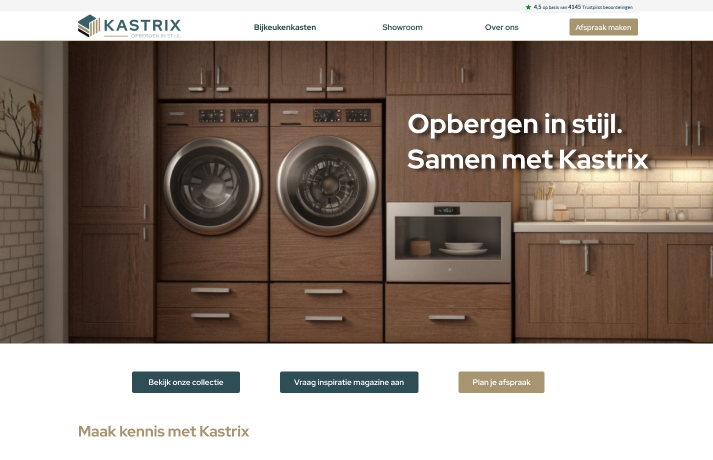 4,5 op basis van 4145 Trustpilot beoordelingen
KASTRIX
OPBERGEN IN STIJL
Bijkeukenkasten
Showroom
Over ons
Afspraak maken
Opbergen in stijl.
Samen met Kastrix
Bekijk onze collectie
Vraag inspiratie magazine aan
Plan je afspraak
Maak kennis met Kastrix